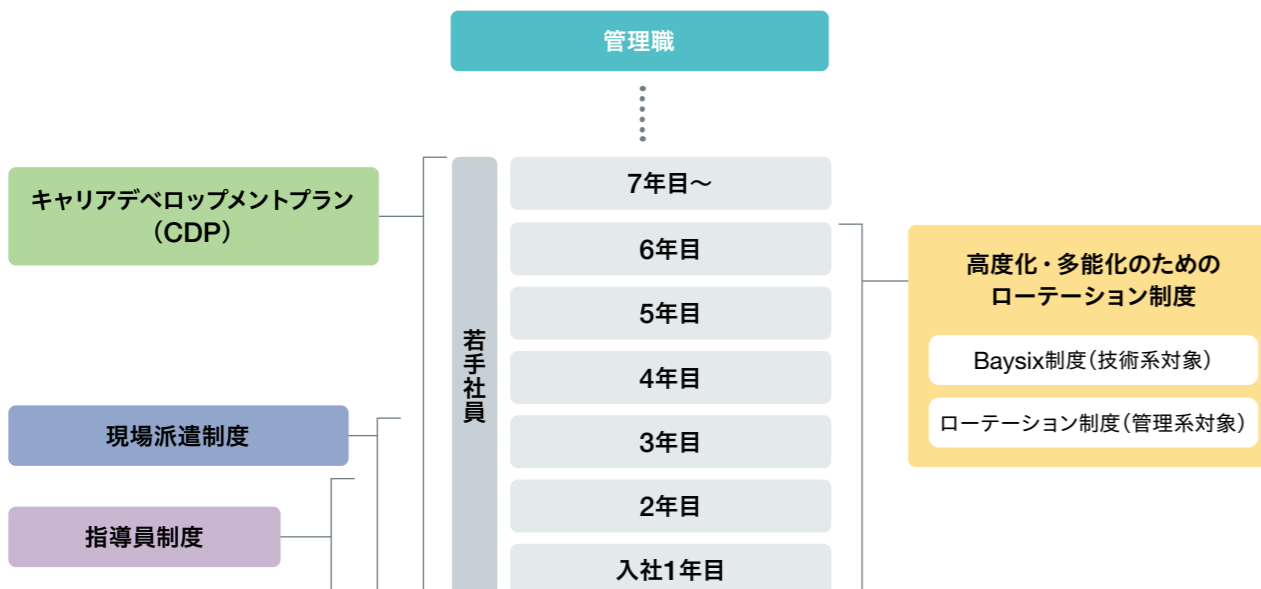 管理職
キャリアデベロップメントプラン
（CDP）
現場派遣制度
指導員制度
若手社員
7年目～
6年目
5年目
4年目
3年目
2年目
入社1年目
高度化・多能化のための
ローテーション制度
Baysix制度（技術系対象）
ローテーション制度（管理系対象）